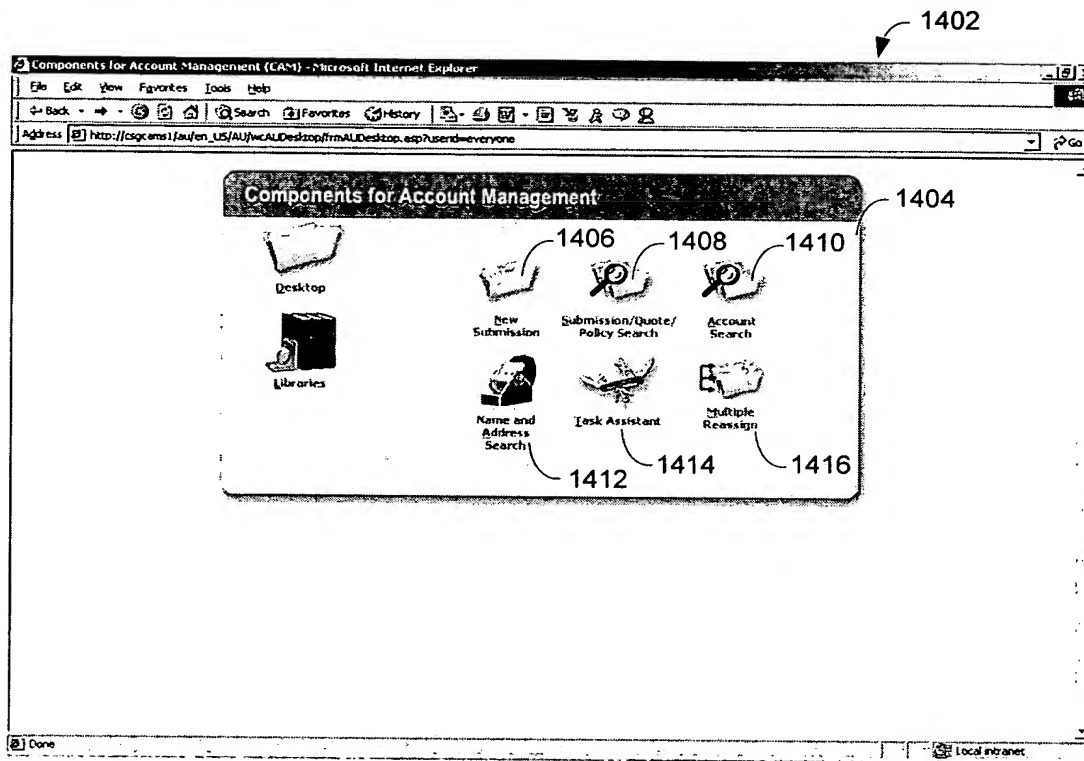 1402
Components for Account Management (CAM) - Microsoft Internet Explorer
File Edit View Favorites Tools Help
Back Search Favorites History
Address http://csgcams1/au/en_US/AU/wcAUDesktop/frmAUDesktop.asp?userid=everyone Go
Components for Account Management
1404
1406 1408 1410
Desktop
New Submission
Submission/Quote/ Policy Search
Account Search
Libraries
Name and Address Search
Task Assistant
Multiple Reassign
1412 1414 1416
Done Local intranet